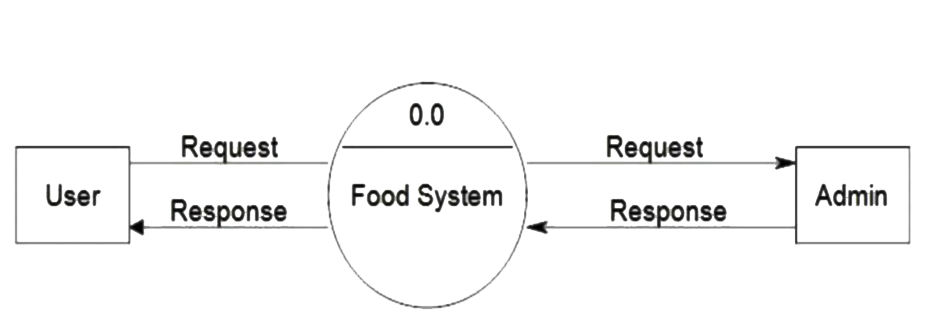 0.0
Request
Request
User
Food System
Admin
Response
Response